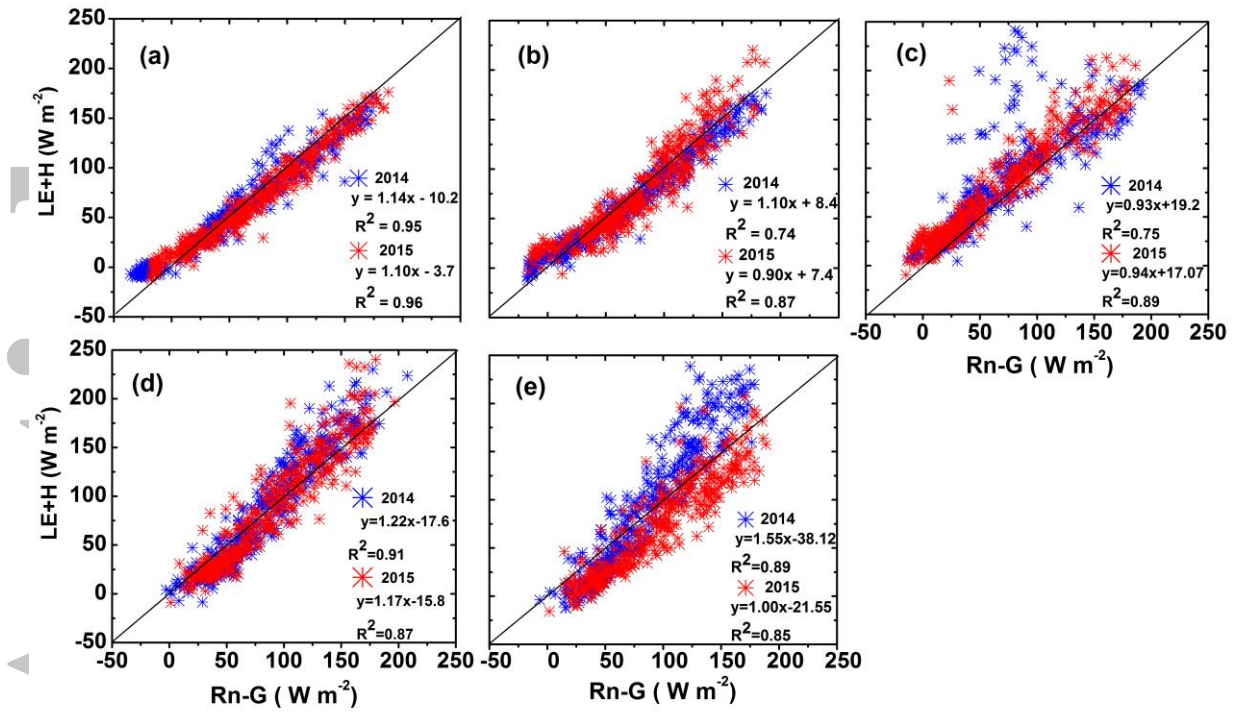 250
200
150
100
50
0
-50
LE+H (W m-2)
(a)
2014
y = 1.14x - 10.2
R2 = 0.95
2015
y = 1.10x - 3.7
R2 = 0.96
(b)
2014
y = 1.10x + 8.4
R2 = 0.74
2015
y = 0.90x + 7.4
R2 = 0.87
(c)
2014
y=0.93x+19.2
R2=0.75
2015
y=0.94x+17.07
R2=0.89
-50 0 50 100 150 200 250
Rn-G ( W m-2)
250
200
150
100
50
0
-50
LE+H (W m-2)
(d)
2014
y=1.22x-17.6
R2=0.91
2015
y=1.17x-15.8
R2=0.87
-50 0 50 100 150 200 250
Rn-G ( W m-2)
(e)
2014
y=1.55x-38.12
R2=0.89
2015
y=1.00x-21.55
R2=0.85
-50 0 50 100 150 200 250
Rn-G ( W m-2)